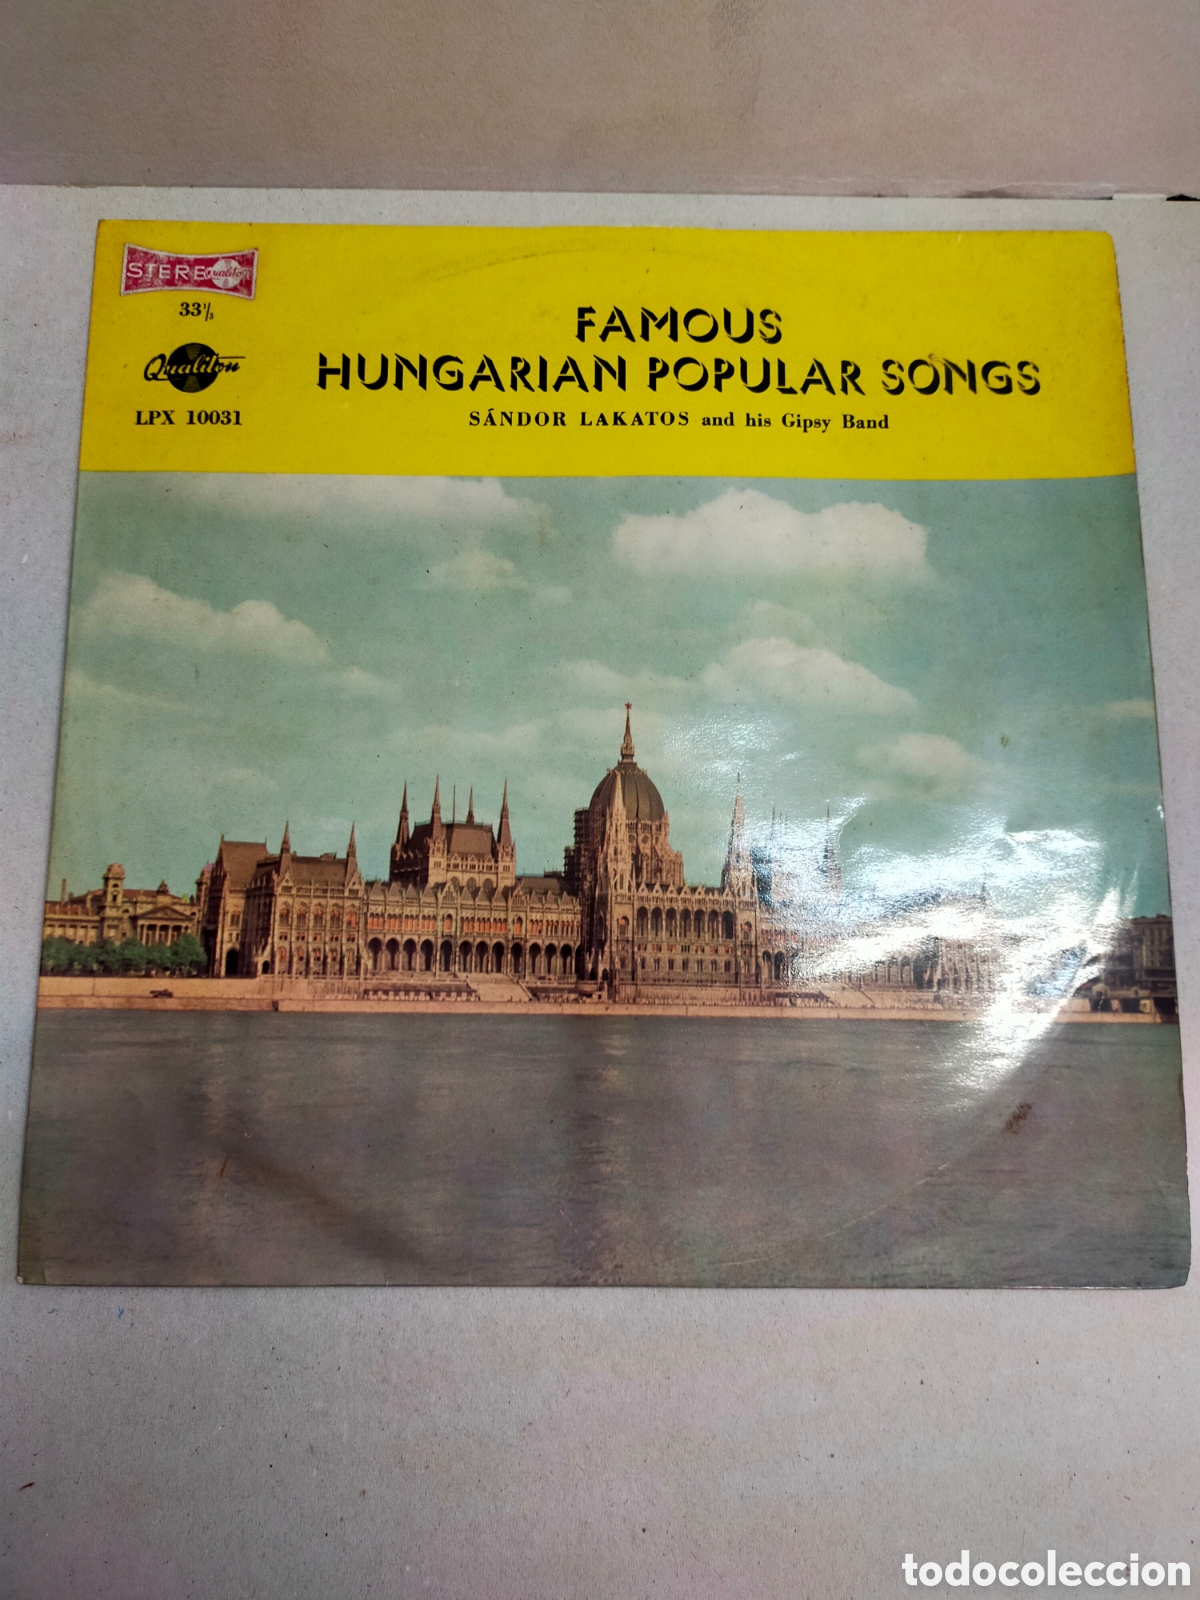 STEREO Qualiton
33⅓
Qualiton
LPX 10031
FAMOUS
HUNGARIAN POPULAR SONGS
SÁNDOR LAKATOS and his Gipsy Band
todocoleccion